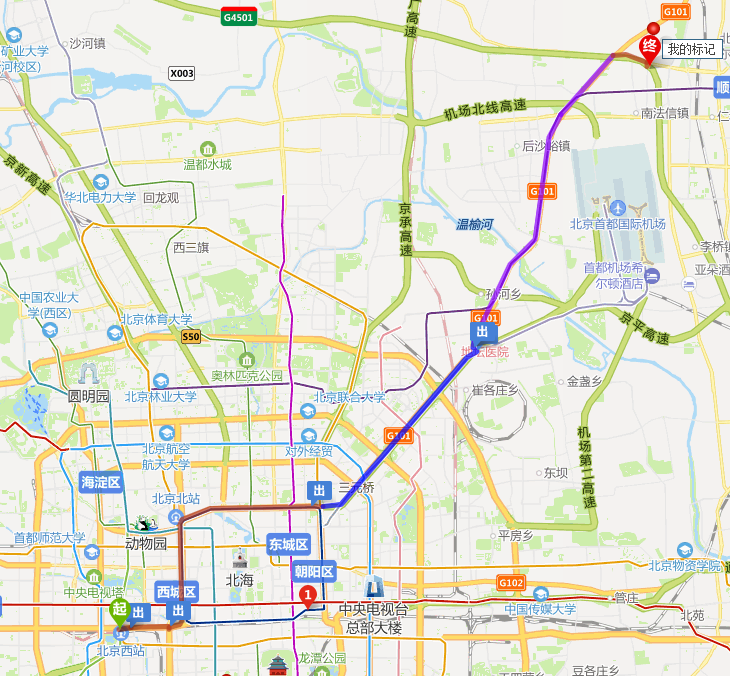 G4501
G101
广高速
终
我的标记
矿业大学
河校区)
沙河镇
X003
顺
机场北线高速
南法信镇
仁
后沙峪镇
温都水城
京新高速
华北电力大学
回龙观
G101
京承高速
温榆河
北京首都国际机场
西三旗
李桥镇
首都机场希
尔顿酒店
亚朵酒
中国农业大
学(西区)
孙河乡
北京体育大学
G101
出
京平高速
S50
地坛医院
奥林匹克公园
圆明园
北京林业大学
北京联合大学
崔各庄乡
金盏乡
北京航空
航天大学
对外经贸
G101
机场第二高速
海淀区
东坝
北京北站
出
三元桥
首都师范大学
动物园
东城区
平房乡
北海
朝阳区
北京物资学院
中央电视塔
西城区
G102
起
出
出
1
中央电视台
总部大楼
中国传媒大学
管庄
通
北苑
北京西站
龙潭公园
豆各庄乡